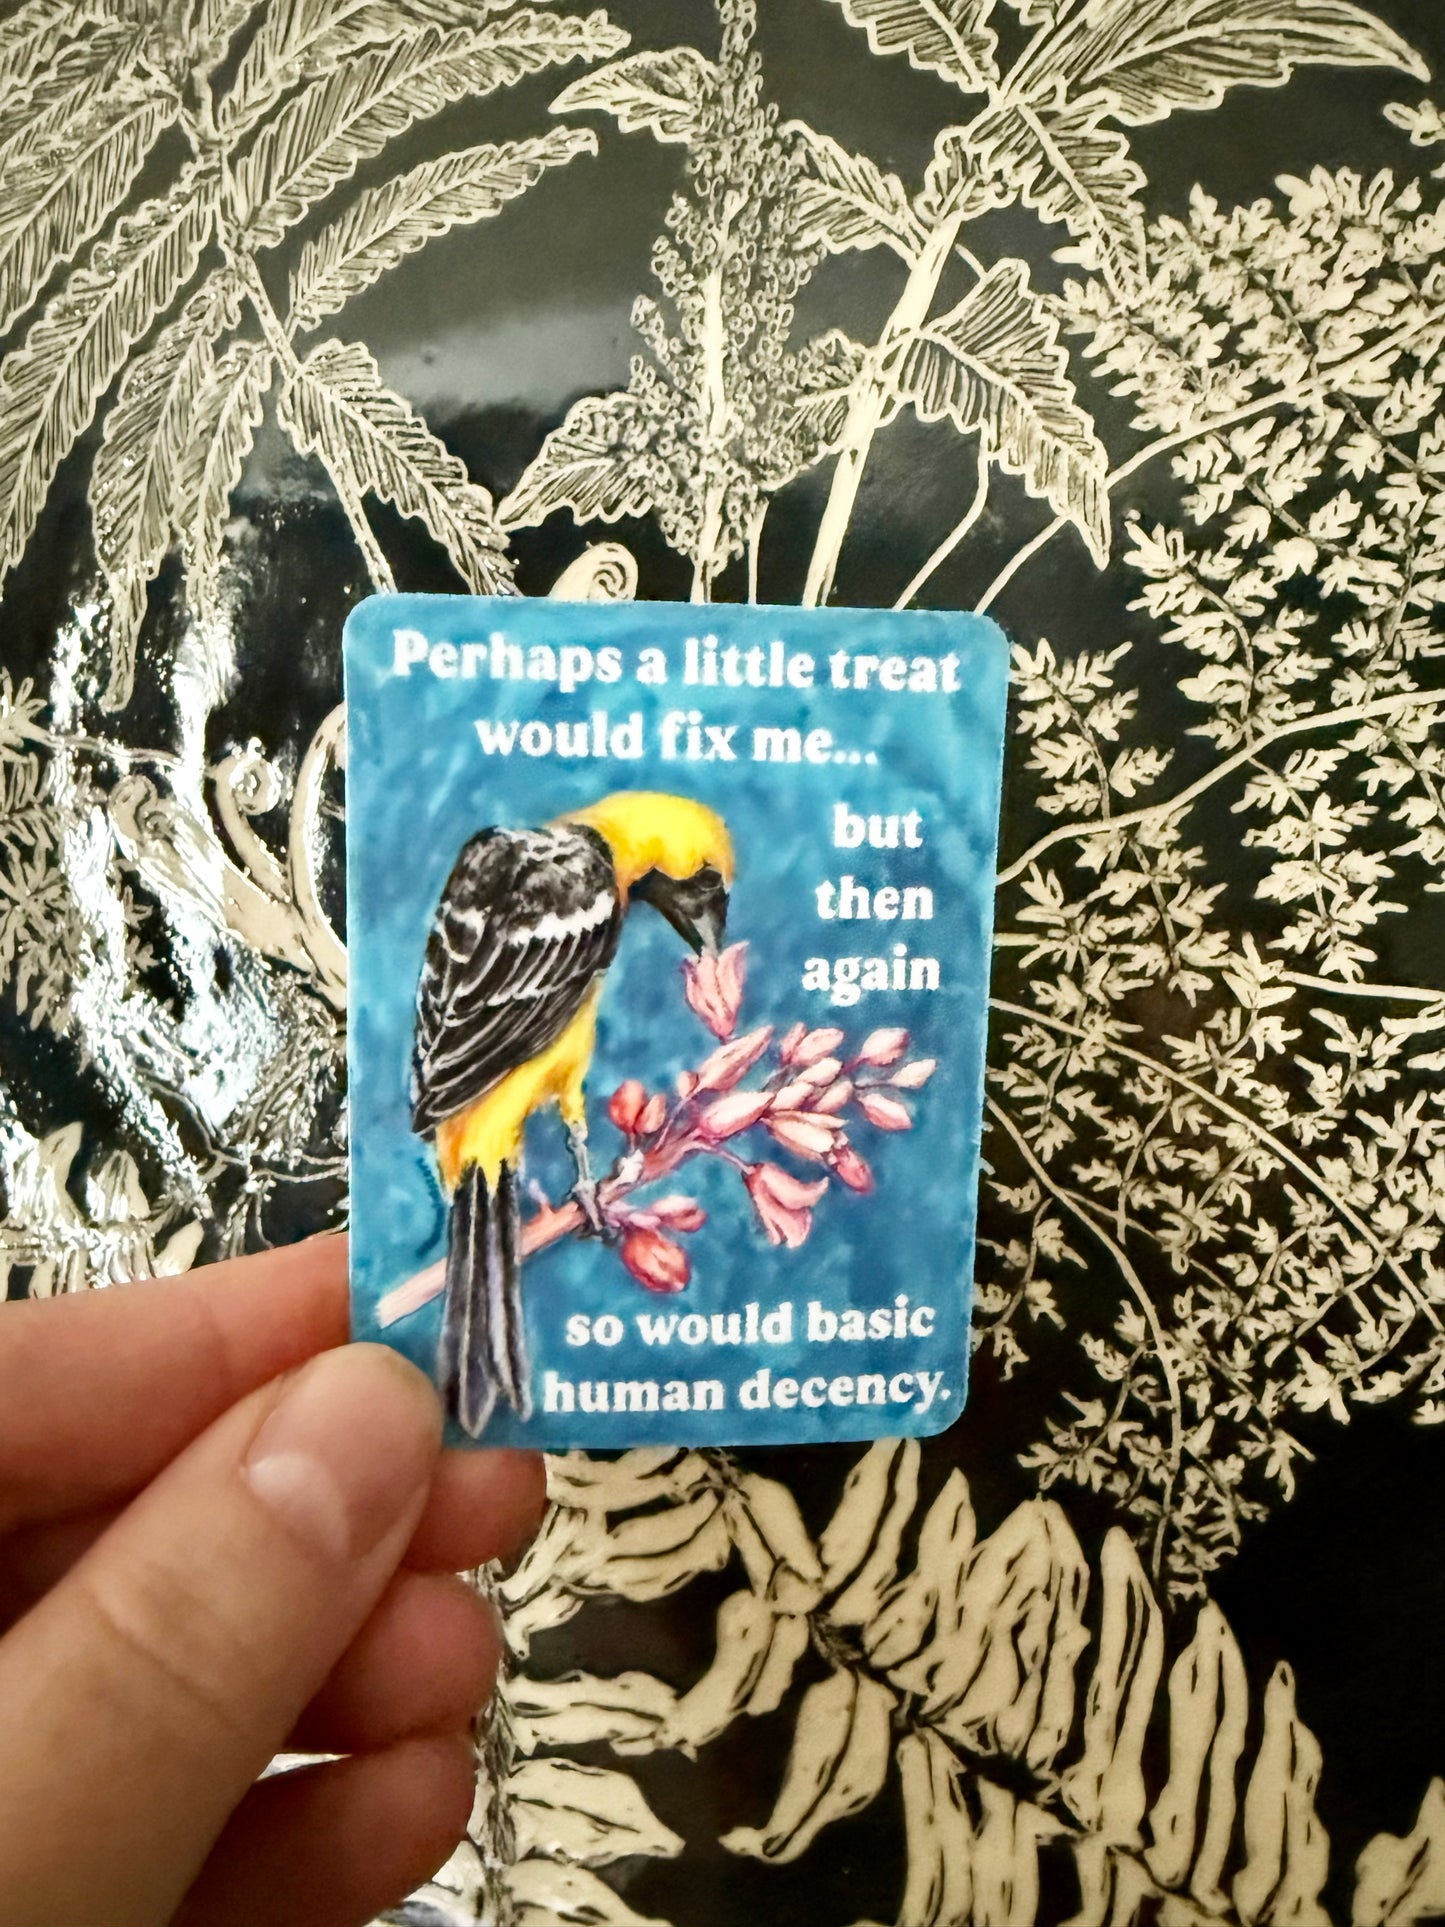 Perhaps a little treat
would fix me...
but
then
again
so would basic
human decency.